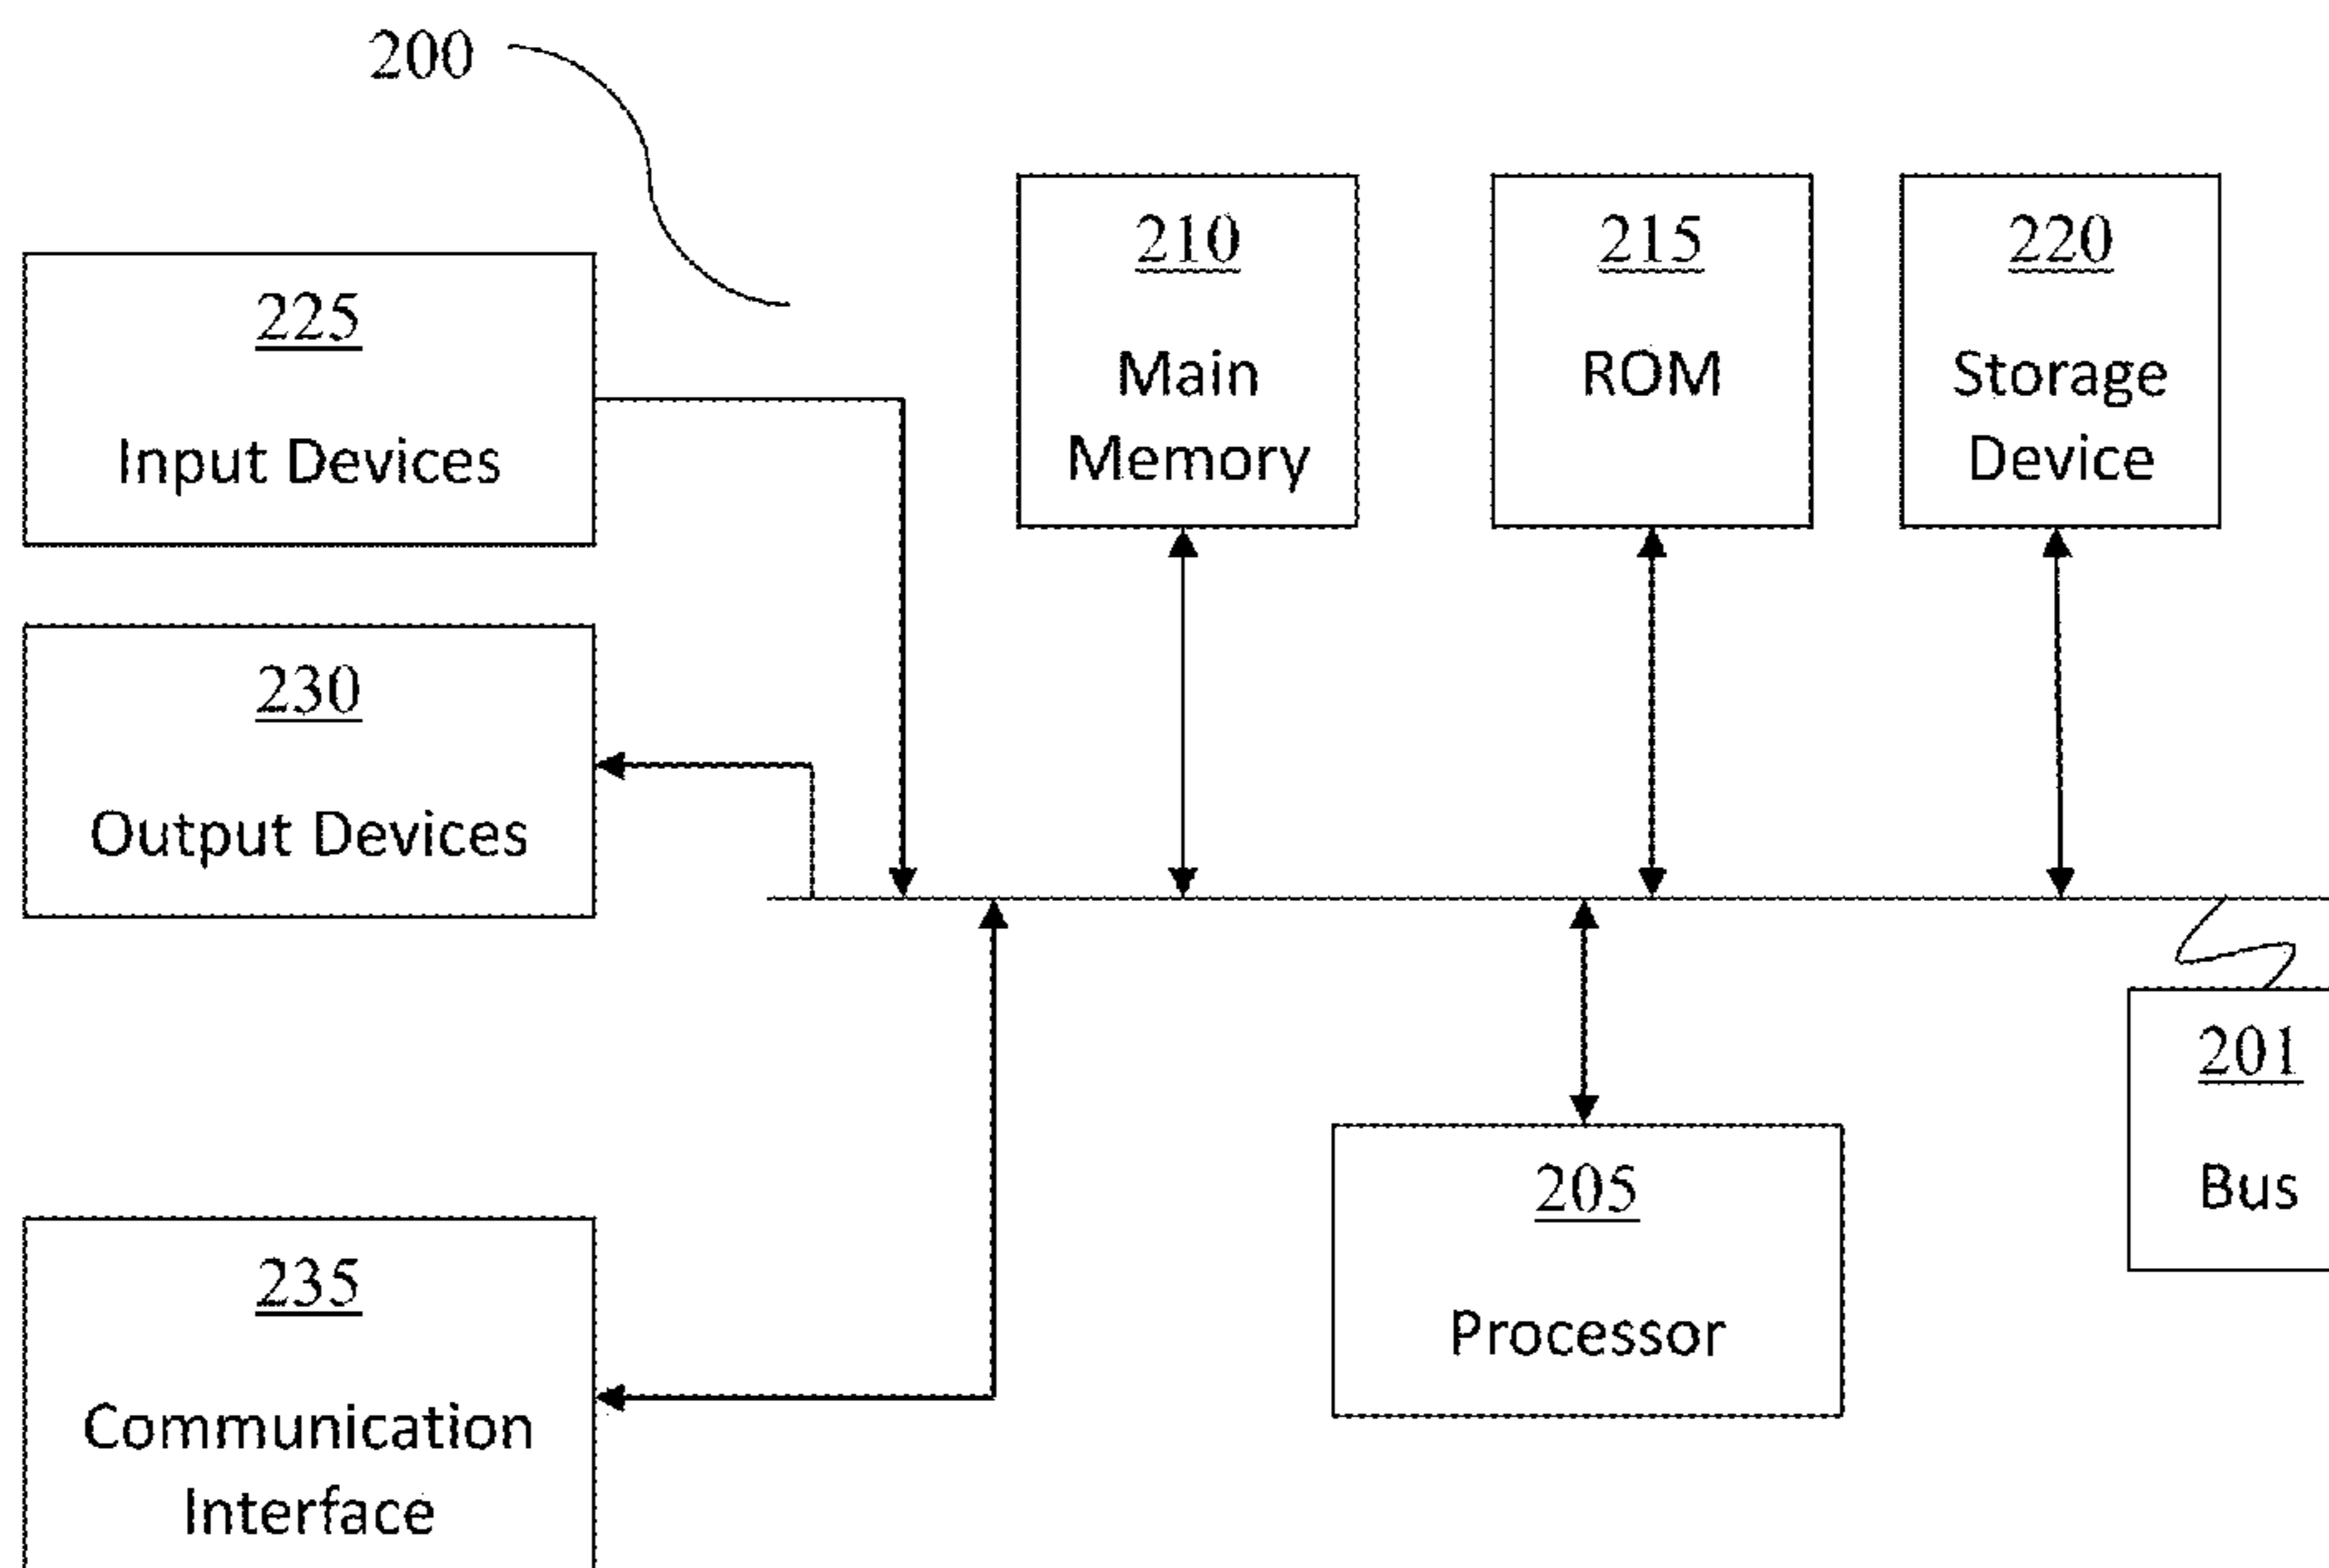 200
225
Input Devices
210
Main
Memory
215
ROM
220
Storage
Device
230
Output Devices
201
Bus
205
Processor
235
Communication
Interface